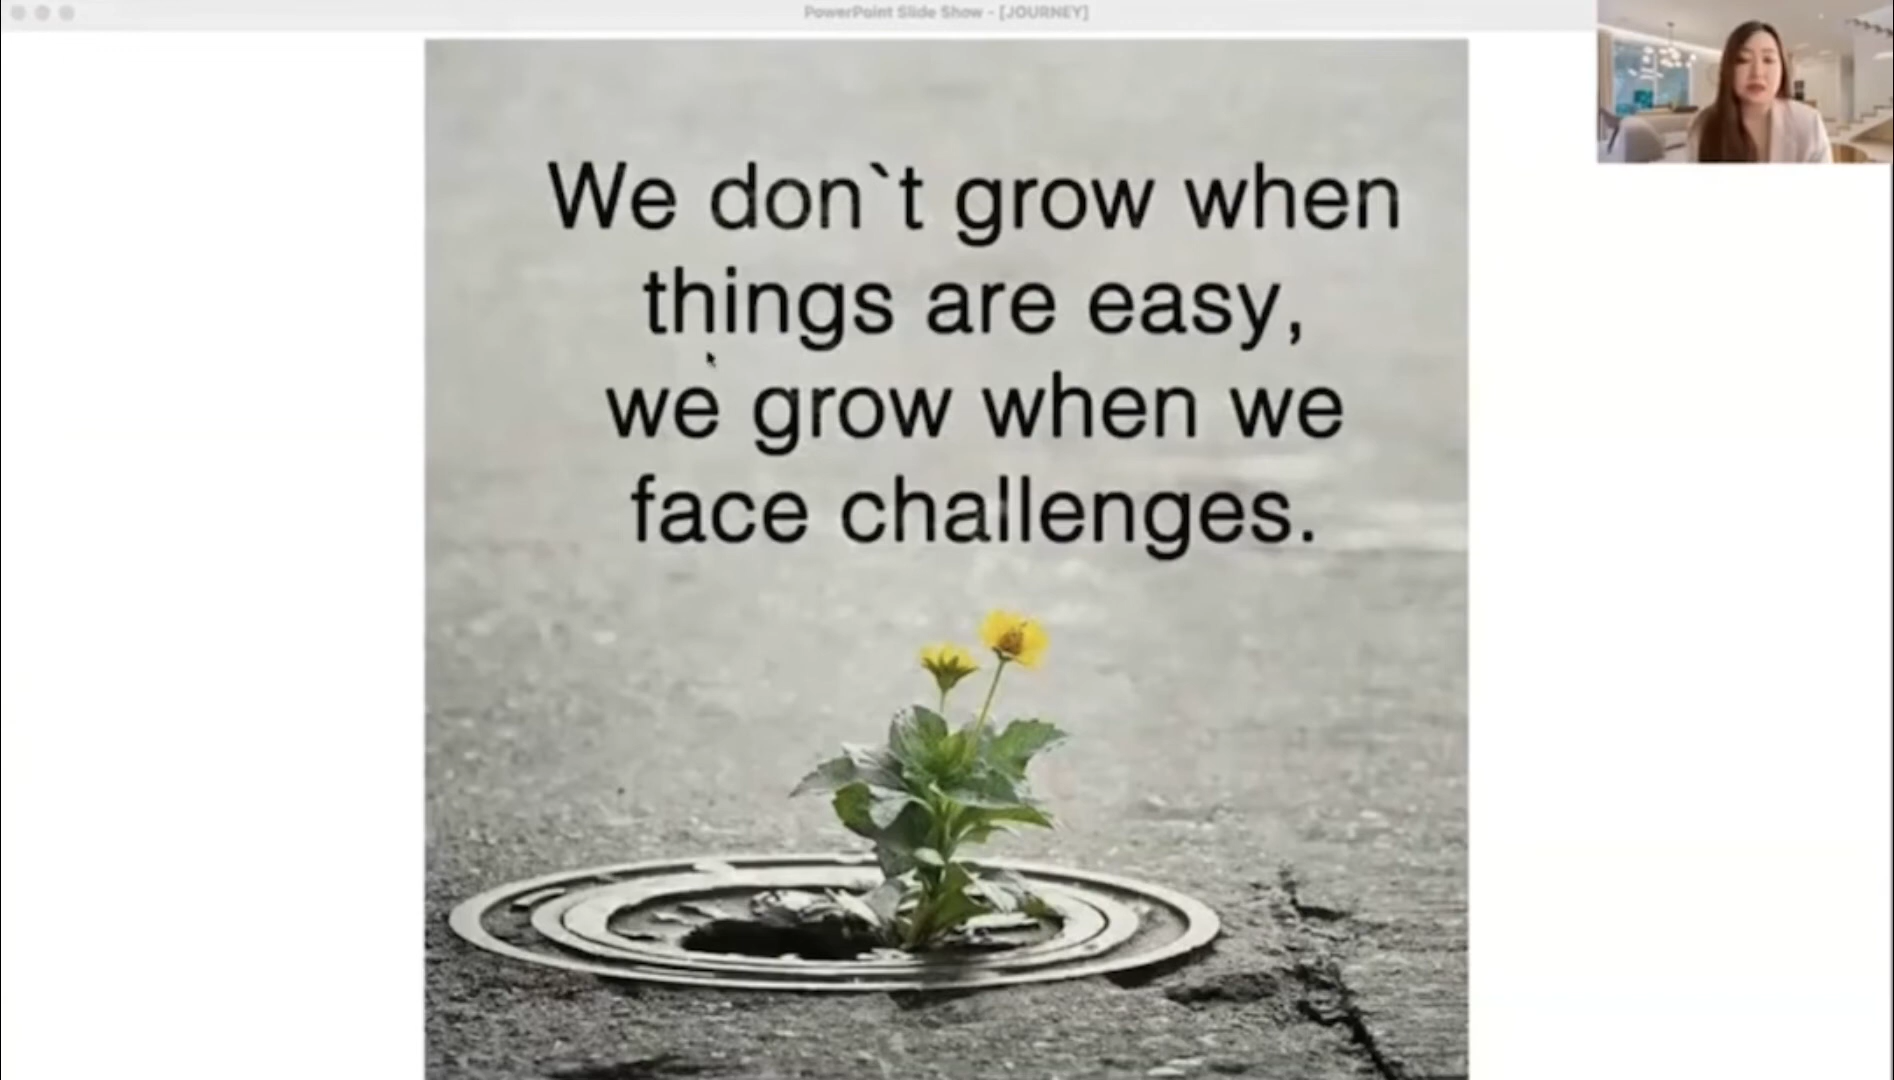 PowerPoint Slide Show - [JOURNEY]
We don`t grow when
things are easy,
we grow when we
face challenges.